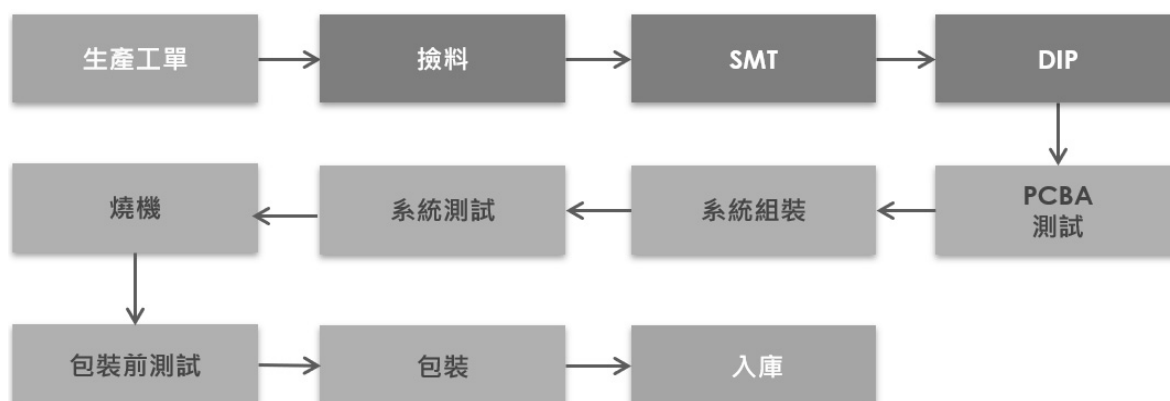 生產工單
撿料
SMT
DIP
PCBA
測試
系統組裝
系統測試
燒機
包裝前測試
包裝
入庫